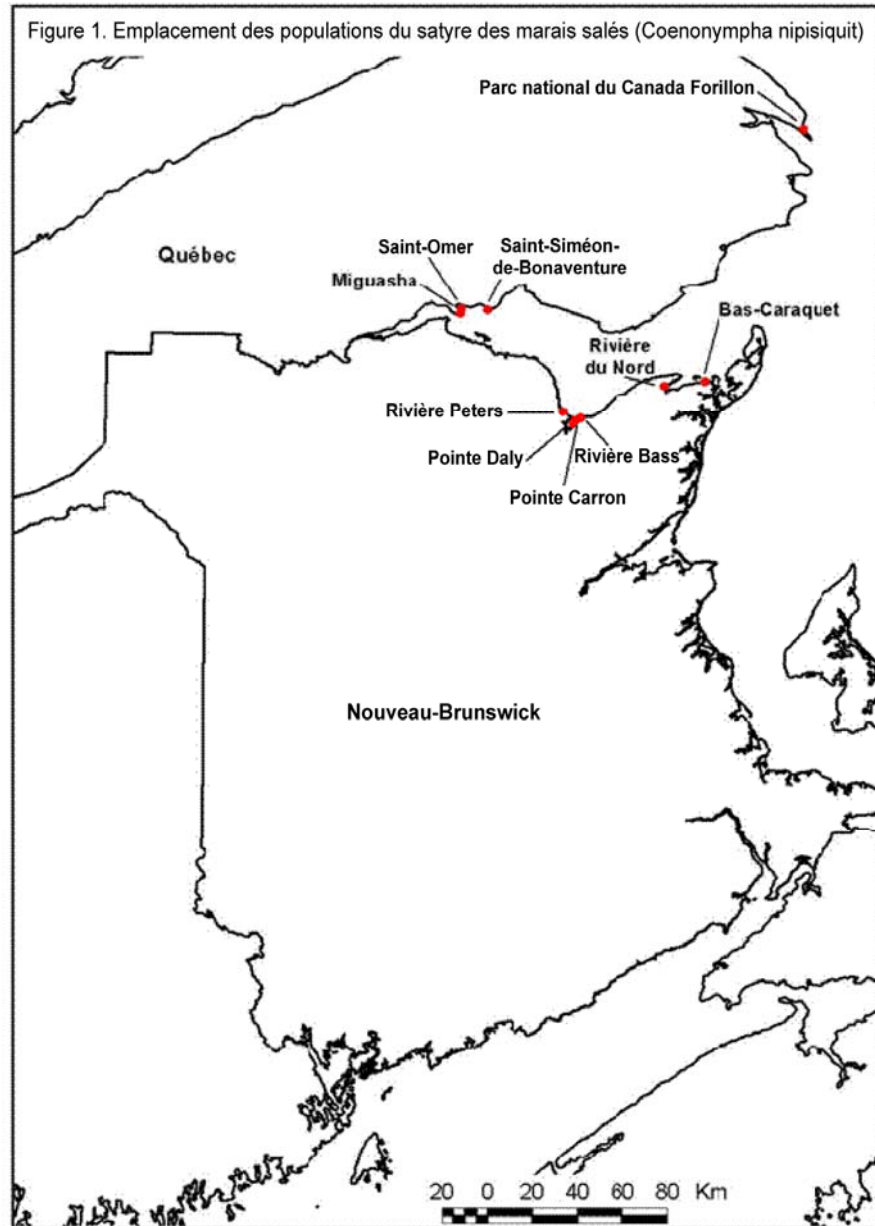 Figure 1. Emplacement des populations du satyre des marais salés (Coenonympha nipisiquit)
Parc national du Canada Forillon
Québec
Saint-Omer
Miguasha
Saint-Siméon-
de-Bonaventure
Bas-Caraquet
Rivière
du Nord
Rivière Peters
Pointe Daly
Rivière Bass
Pointe Carron
Nouveau-Brunswick
20 0 20 40 60 80 Km